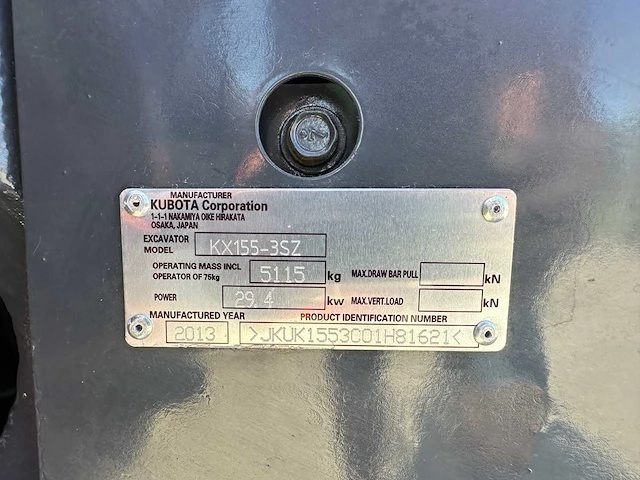 MANUFACTURER
KUBOTA Corporation
1-1-1 NAKAMIYA OIKE HIRAKATA
OSAKA, JAPAN
EXCAVATOR MODEL KX155-3SZ
OPERATING MASS INCL OPERATOR OF 75kg 5115 kg MAX.DRAW BAR PULL kN
POWER 29.4 kw MAX.VERT.LOAD kN
MANUFACTURED YEAR PRODUCT IDENTIFICATION NUMBER
2013 >JKUK1553C01H81621<